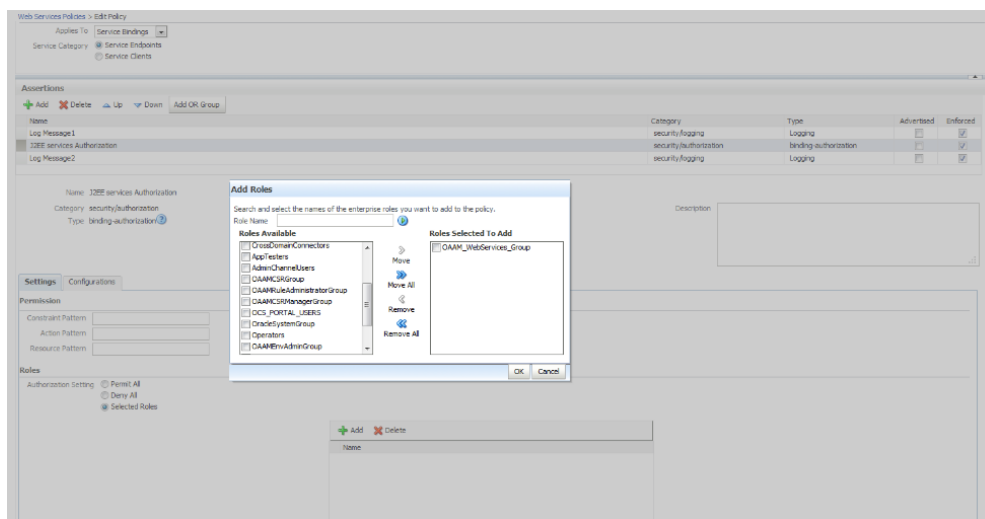 Web Services Policies > Edit Policy
Applies To Service Bindings
Service Category Service Endpoints
Service Clients
Assertions
Add Delete Up Down Add OR Group
Name Category Type Advertised Enforced
Log Message1 security/logging Logging
J2EE services Authorization security/authorization binding-authorization
Log Message2 security/logging Logging
Name J2EE services Authorization
Category security/authorization
Type binding-authorization
Description
Add Roles
Search and select the names of the enterprise roles you want to add to the policy.
Role Name
Roles Available Roles Selected To Add
CrossDomainConnectors
AppTesters
AdminChannelUsers
OAAMCSRGroup
OAAMRuleAdministratorGroup
OAAMCSRManagerGroup
OCS_PORTAL_USERS
OracleSystemGroup
Operators
OAAMEnvAdminGroup
Move
Move All
Remove
Remove All
OAAM_WebServices_Group
OK Cancel
Settings Configurations
Permission
Constraint Pattern
Action Pattern
Resource Pattern
Roles
Authorization Setting Permit All
Deny All
Selected Roles
Add Delete
Name